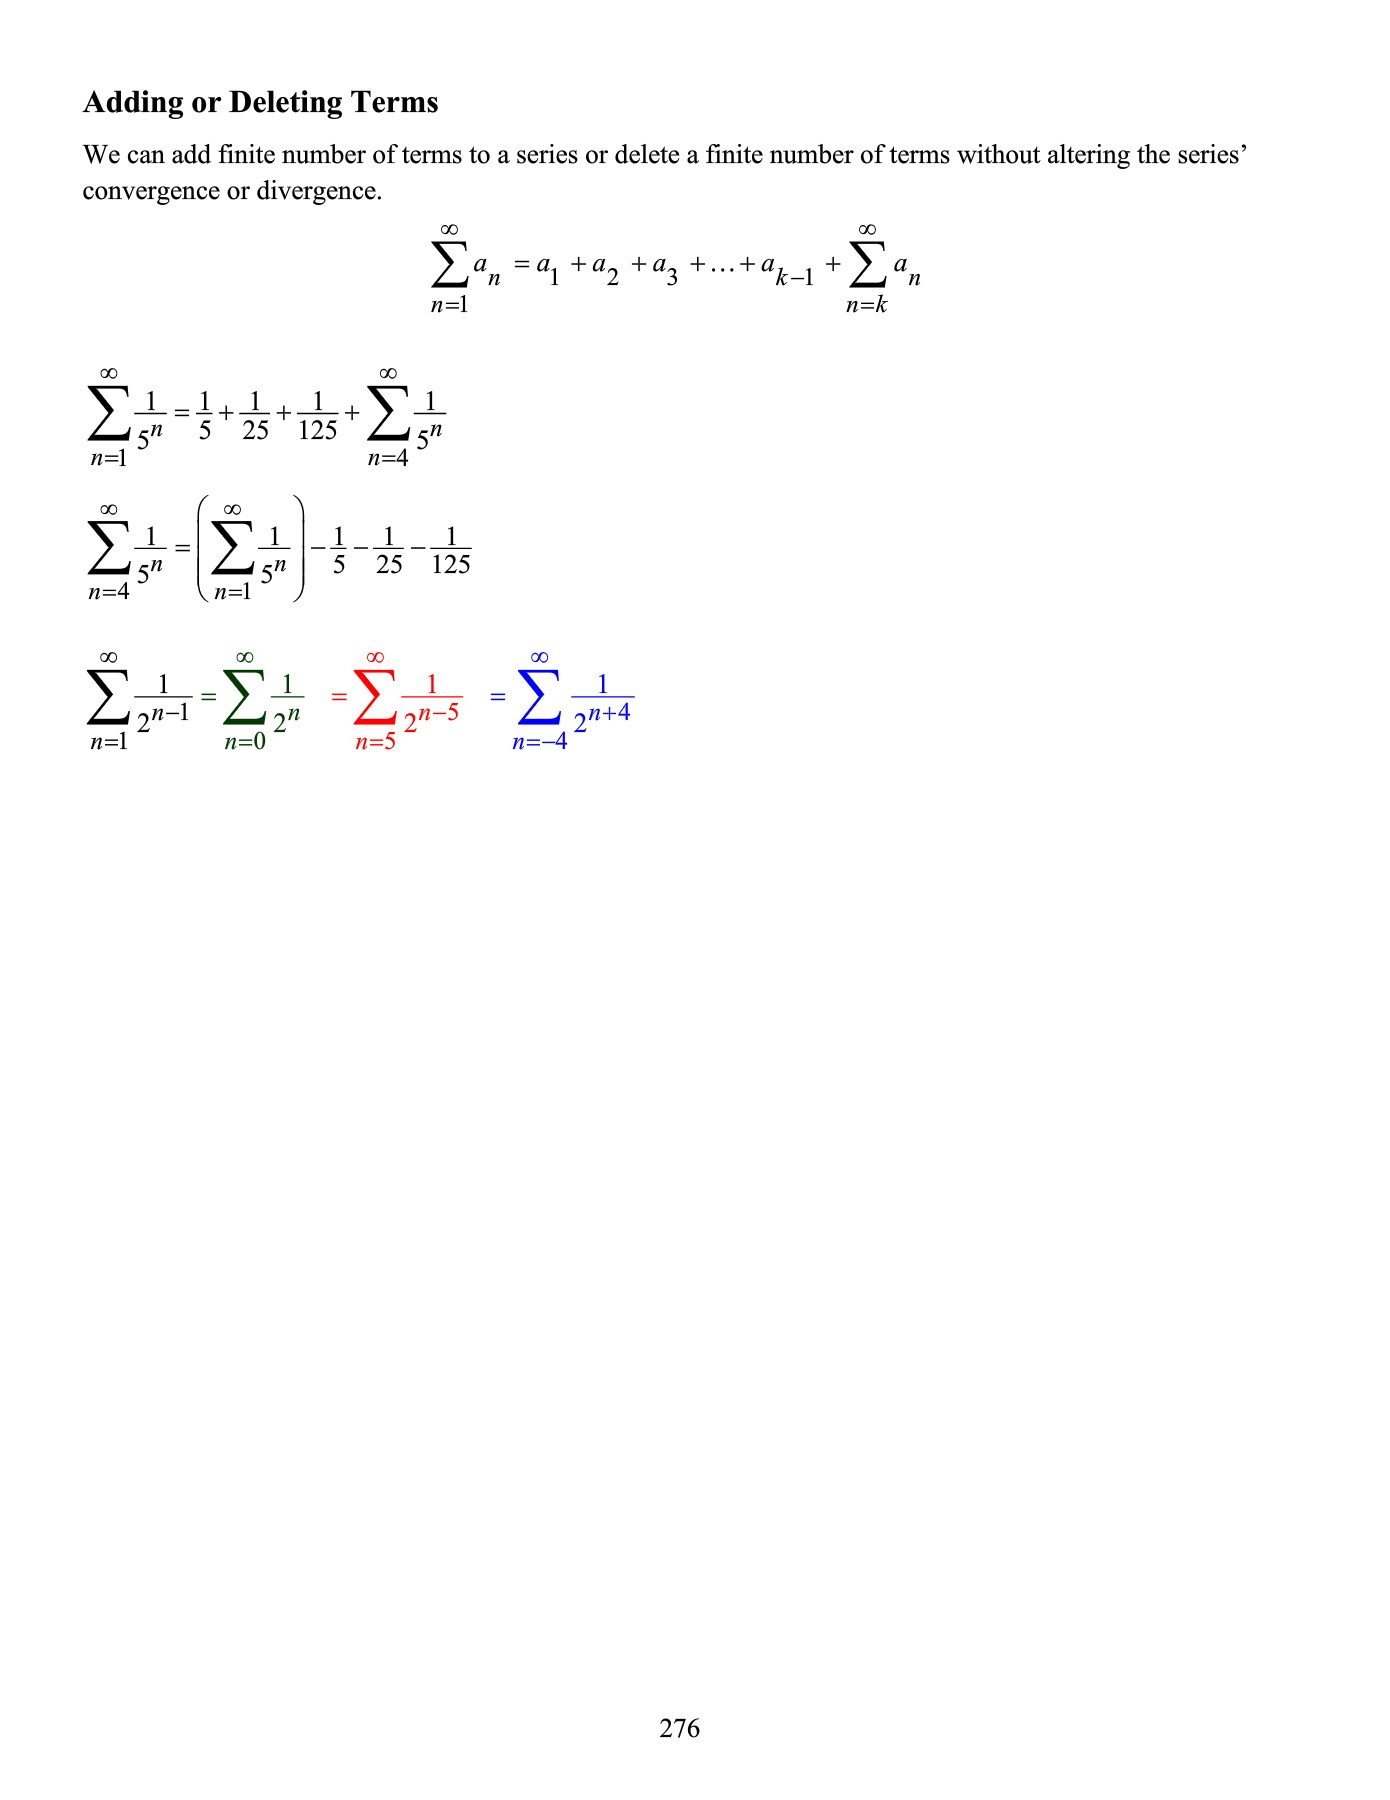 Adding or Deleting Terms
We can add finite number of terms to a series or delete a finite number of terms without altering the series’
convergence or divergence.
$\sum_{n=1}^{\infty} a_n = a_1 + a_2 + a_3 + \ldots + a_{k-1} + \sum_{n=k}^{\infty} a_n$
$\sum_{n=1}^{\infty} \frac{1}{5^n} = \frac{1}{5} + \frac{1}{25} + \frac{1}{125} + \sum_{n=4}^{\infty} \frac{1}{5^n}$
$\sum_{n=4}^{\infty} \frac{1}{5^n} = \left( \sum_{n=1}^{\infty} \frac{1}{5^n} \right) - \frac{1}{5} - \frac{1}{25} - \frac{1}{125}$
$\sum_{n=1}^{\infty} \frac{1}{2^{n-1}} = \sum_{n=0}^{\infty} \frac{1}{2^n} = \sum_{n=5}^{\infty} \frac{1}{2^{n-5}} = \sum_{n=-4}^{\infty} \frac{1}{2^{n+4}}$
276